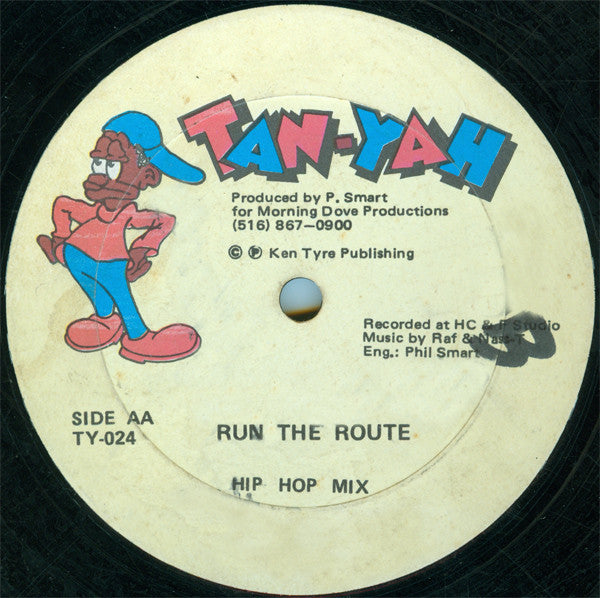 TAN-YAH
Produced by P. Smart
for Morning Dove Productions
(516) 867-0900
© ℗ Ken Tyre Publishing
Recorded at HC & F Studio
Music by Raf & Nass-T
Eng.: Phil Smart
SIDE AA
TY-024
RUN THE ROUTE
HIP HOP MIX